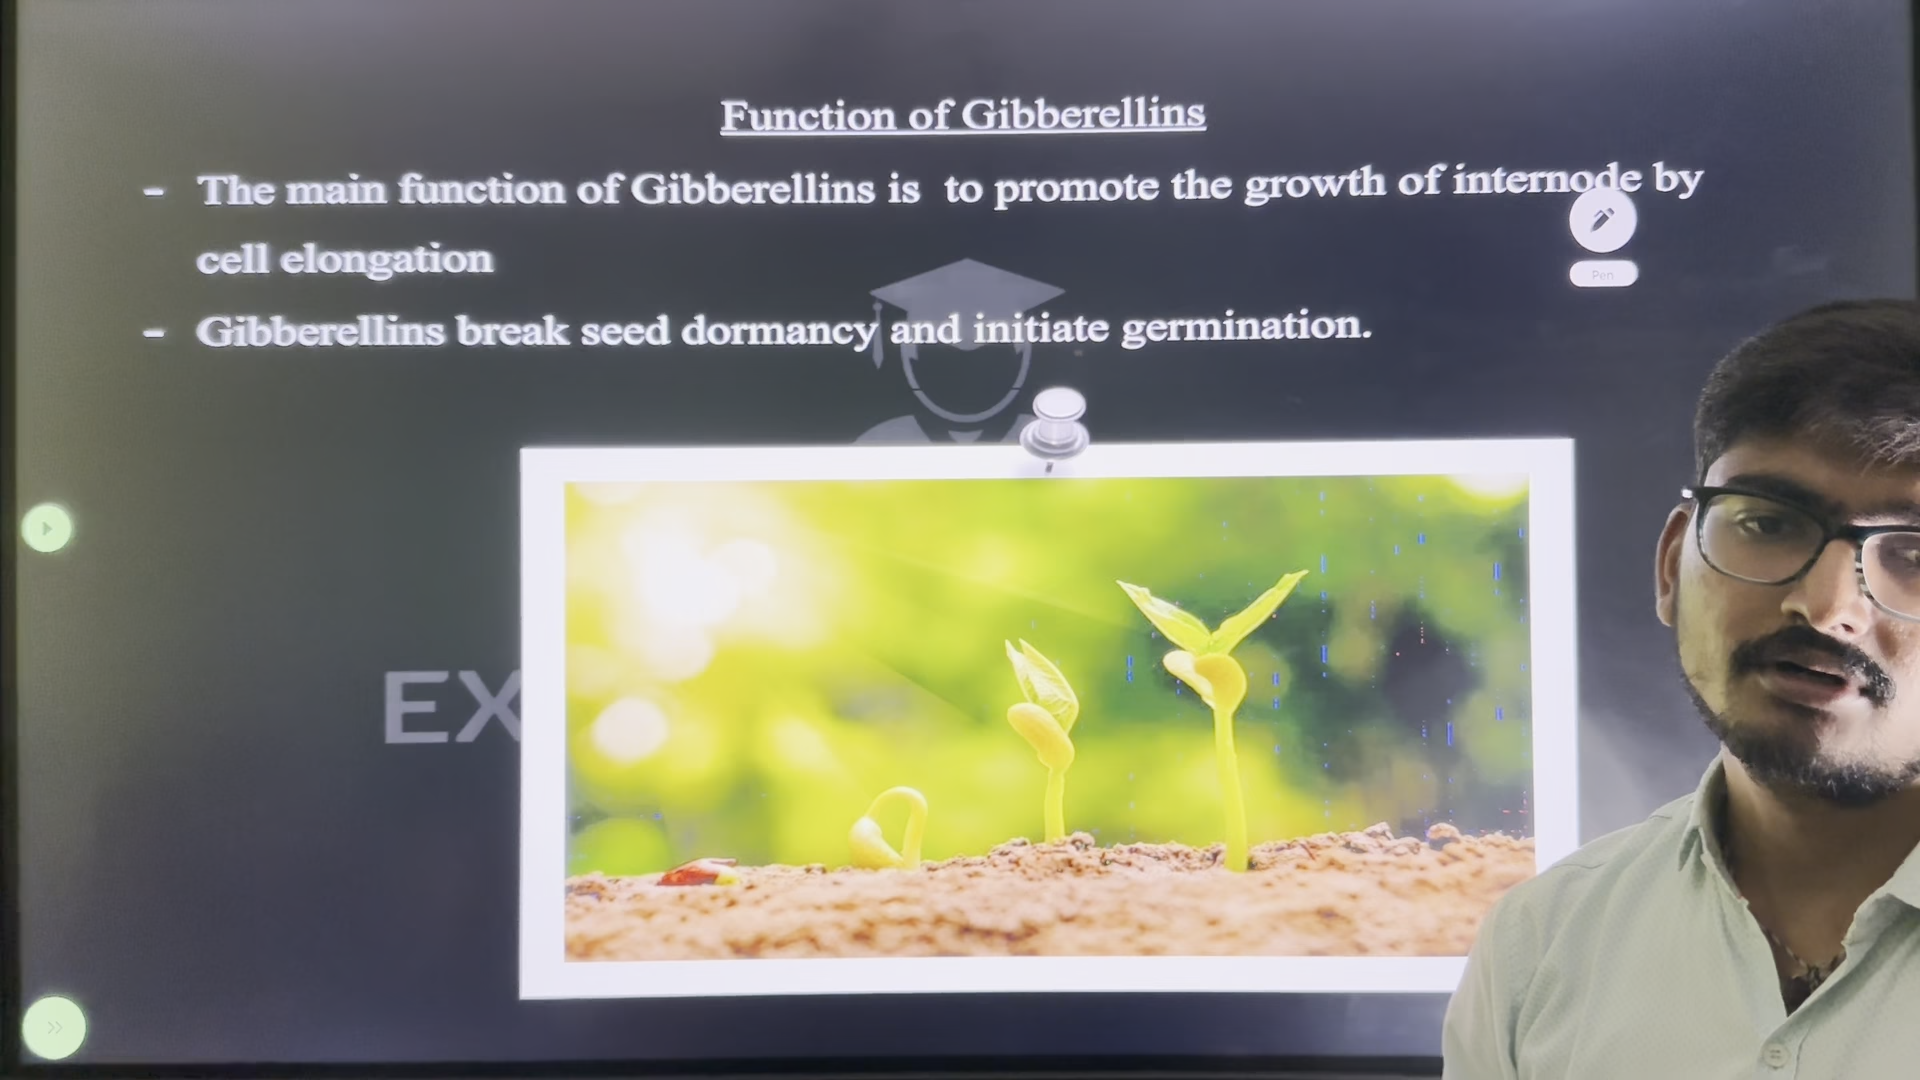 Function of Gibberellins
- The main function of Gibberellins is to promote the growth of internode by
cell elongation
- Gibberellins break seed dormancy and initiate germination.
Pen
EX